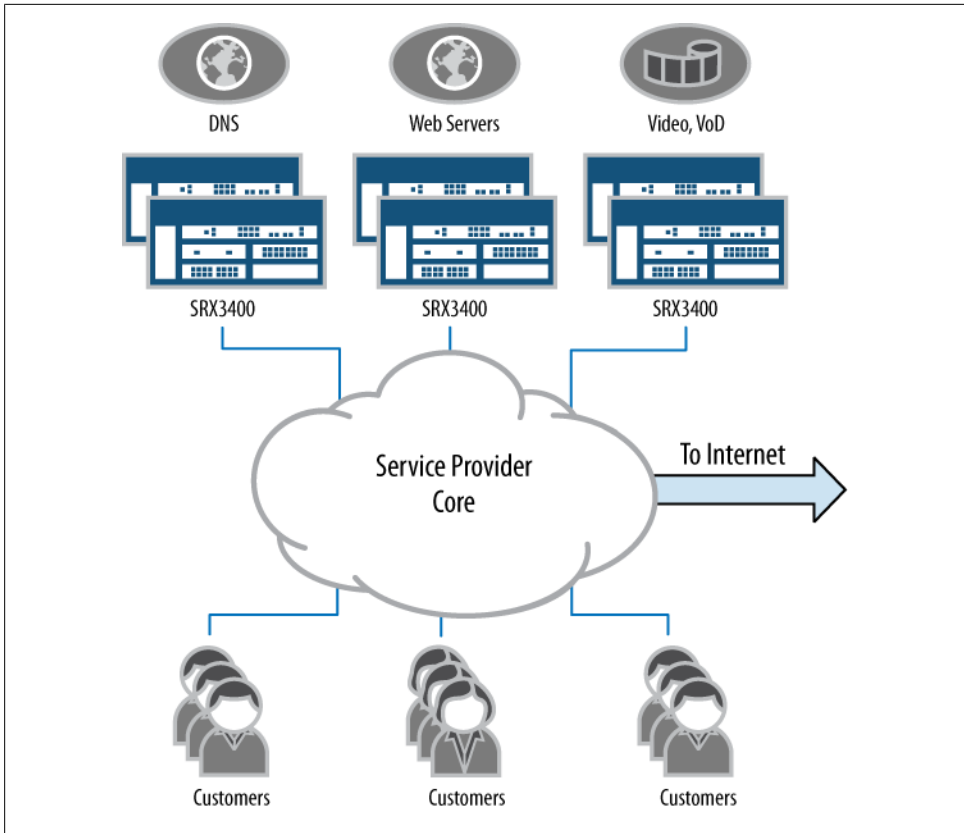 DNS
Web Servers
Video, VoD
SRX3400
SRX3400
SRX3400
Service Provider
Core
To Internet
Customers
Customers
Customers